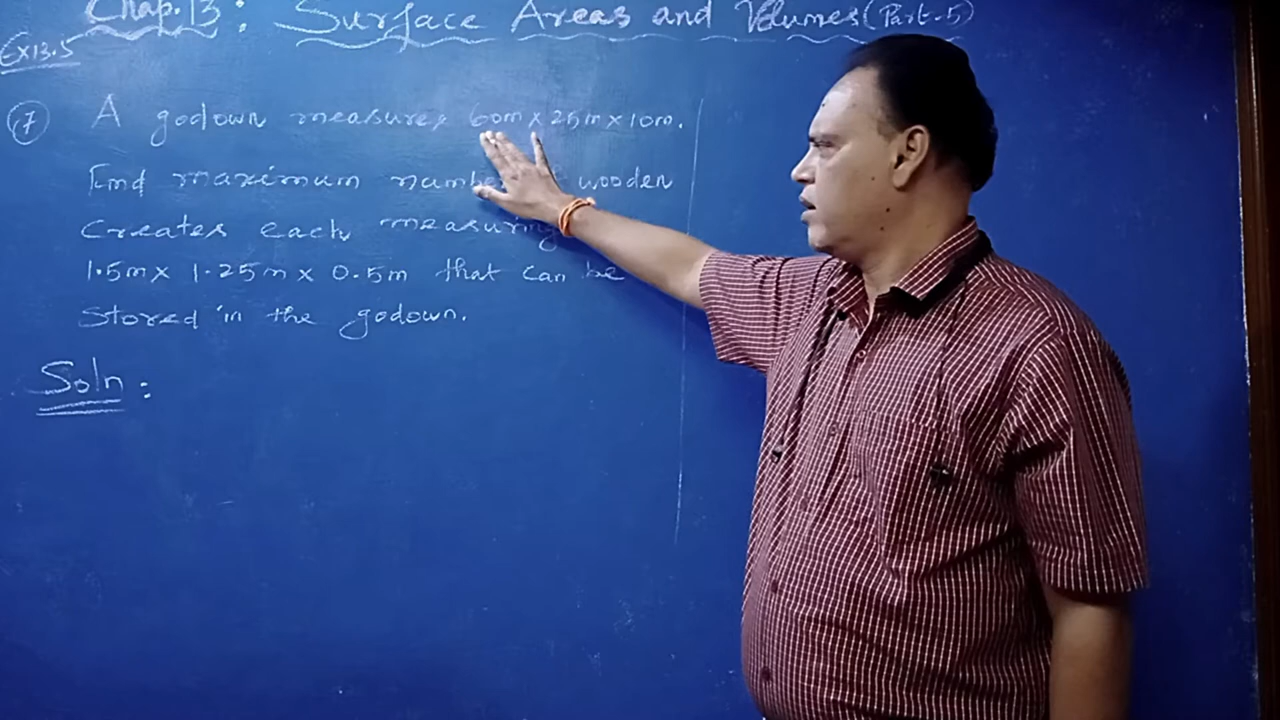 Chap. 13 : Surface Areas and Volumes (Part-5)
Ex13.5
7 A godown measures 60m x 25m x 10m.
Find maximum wooden
Creates each measuring
1.5m x 1.25m x 0.5m that can be
stored in the godown.
Soln :